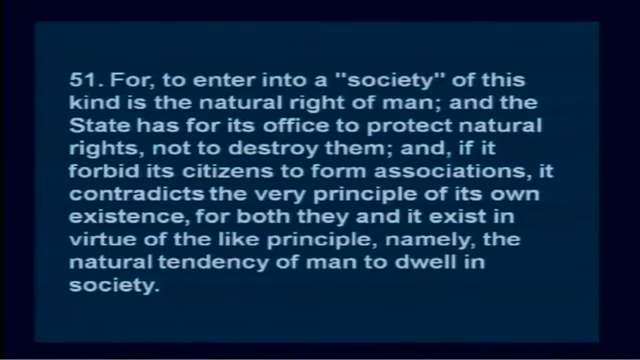 51. For, to enter into a "society" of this
kind is the natural right of man; and the
State has for its office to protect natural
rights, not to destroy them; and, if it
forbid its citizens to form associations, it
contradicts the very principle of its own
existence, for both they and it exist in
virtue of the like principle, namely, the
natural tendency of man to dwell in
society.